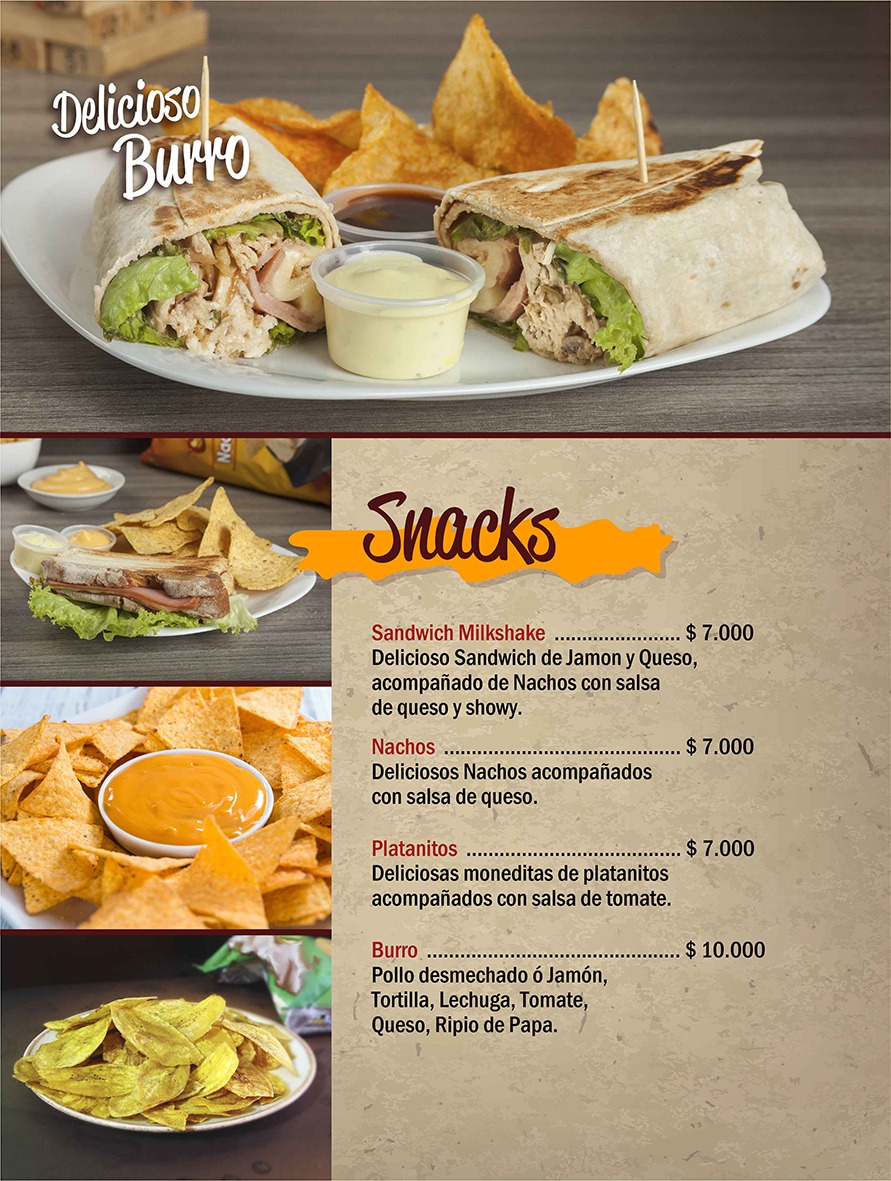 Delicioso
Burro
Nac
Snacks
Sandwich Milkshake ....................... $ 7.000
Delicioso Sandwich de Jamon y Queso,
acompañado de Nachos con salsa
de queso y showy.
Nachos ........................................... $ 7.000
Deliciosos Nachos acompañados
con salsa de queso.
Platanitos ....................................... $ 7.000
Deliciosas moneditas de platanitos
acompañados con salsa de tomate.
Burro .............................................. $ 10.000
Pollo desmechado ó Jamón,
Tortilla, Lechuga, Tomate,
Queso, Ripio de Papa.